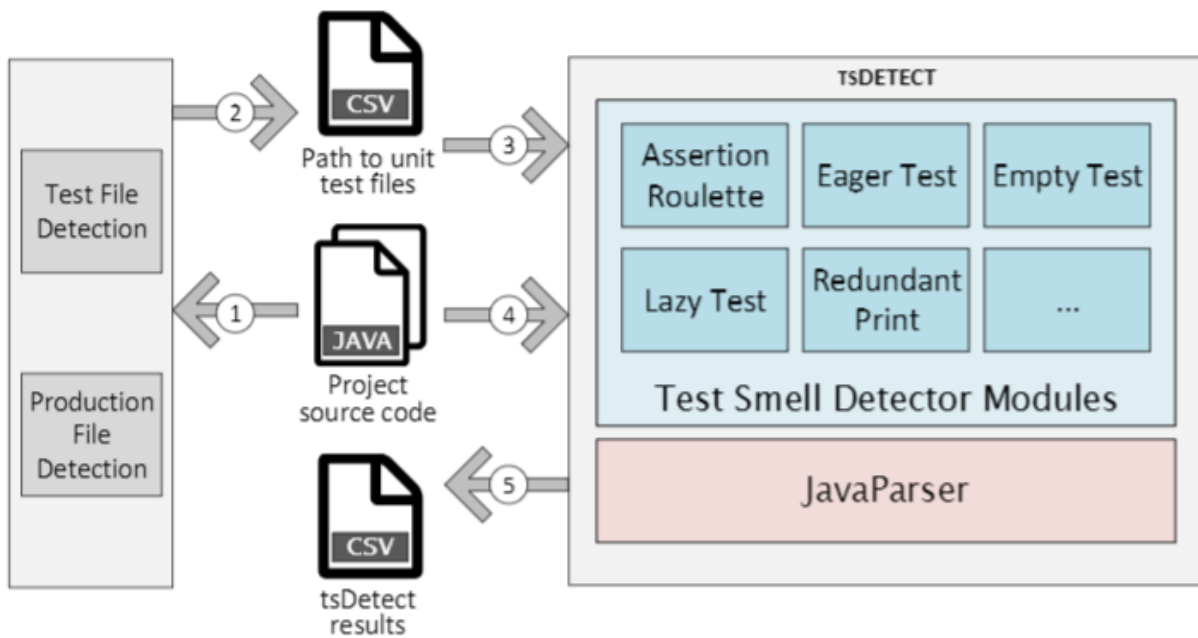 Test File
Detection
Production
File
Detection
2
CSV
Path to unit
test files
3
1
JAVA
Project
source code
4
CSV
tsDetect
results
5
TSDETECT
Assertion
Roulette
Eager Test
Empty Test
Lazy Test
Redundant
Print
...
Test Smell Detector Modules
JavaParser